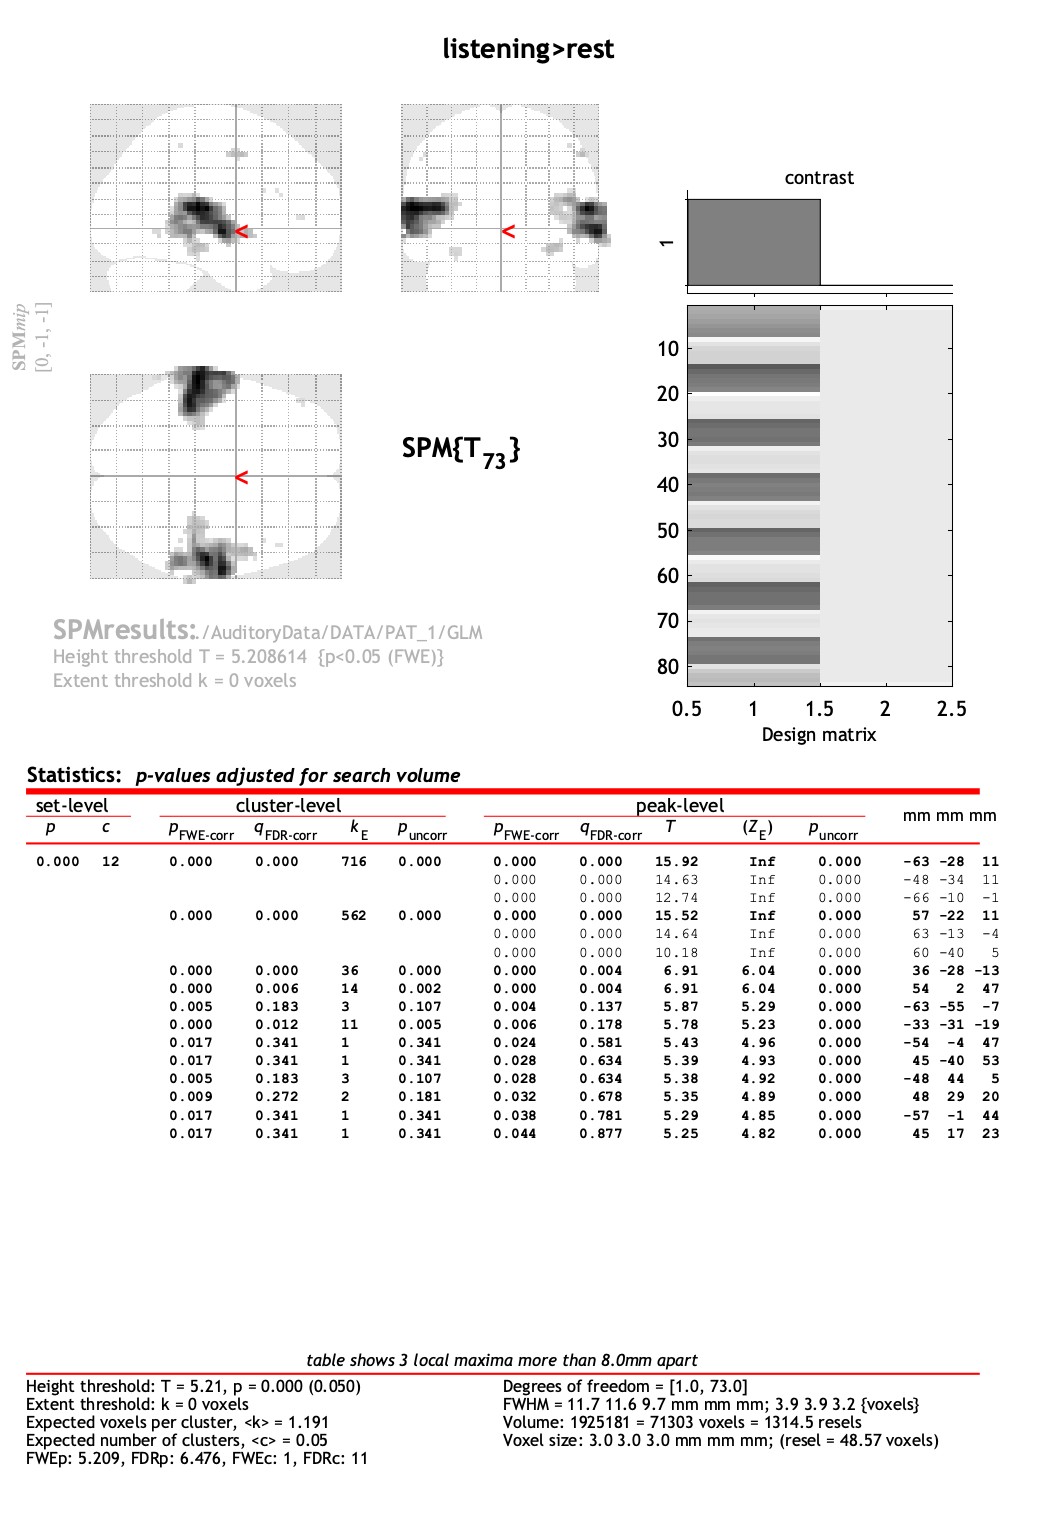 listening>rest
SPMmip
[0, -1, -1]
<
<
<
SPM{T73}
SPMresults: ./AuditoryData/DATA/PAT_1/GLM
Height threshold T = 5.208614 {p<0.05 (FWE)}
Extent threshold k = 0 voxels
contrast
1
10
20
30
40
50
60
70
80
0.5 1 1.5 2 2.5
Design matrix
Statistics: p-values adjusted for search volume
set-level cluster-level peak-level
p c pFWE-corr qFDR-corr kE puncorr pFWE-corr qFDR-corr T (ZE) puncorr mm mm mm
0.000 12 0.000 0.000 716 0.000 0.000 0.000 15.92 Inf 0.000 -63 -28 11
0.000 0.000 14.63 Inf 0.000 -48 -34 11
0.000 0.000 12.74 Inf 0.000 -66 -10 -1
0.000 0.000 562 0.000 0.000 0.000 15.52 Inf 0.000 57 -22 11
0.000 0.000 14.64 Inf 0.000 63 -13 -4
0.000 0.000 10.18 Inf 0.000 60 -40 5
0.000 0.000 36 0.000 0.000 0.004 6.91 6.04 0.000 36 -28 -13
0.000 0.006 14 0.002 0.000 0.004 6.91 6.04 0.000 54 2 47
0.005 0.183 3 0.107 0.004 0.137 5.87 5.29 0.000 -63 -55 -7
0.000 0.012 11 0.005 0.006 0.178 5.78 5.23 0.000 -33 -31 -19
0.017 0.341 1 0.341 0.024 0.581 5.43 4.96 0.000 -54 -4 47
0.017 0.341 1 0.341 0.028 0.634 5.39 4.93 0.000 45 -40 53
0.005 0.183 3 0.107 0.028 0.634 5.38 4.92 0.000 -48 44 5
0.009 0.272 2 0.181 0.032 0.678 5.35 4.89 0.000 48 29 20
0.017 0.341 1 0.341 0.038 0.781 5.29 4.85 0.000 -57 -1 44
0.017 0.341 1 0.341 0.044 0.877 5.25 4.82 0.000 45 17 23
table shows 3 local maxima more than 8.0mm apart
Height threshold: T = 5.21, p = 0.000 (0.050)
Extent threshold: k = 0 voxels
Expected voxels per cluster, <k> = 1.191
Expected number of clusters, <c> = 0.05
FWEp: 5.209, FDRp: 6.476, FWEc: 1, FDRc: 11
Degrees of freedom = [1.0, 73.0]
FWHM = 11.7 11.6 9.7 mm mm mm; 3.9 3.9 3.2 {voxels}
Volume: 1925181 = 71303 voxels = 1314.5 resels
Voxel size: 3.0 3.0 3.0 mm mm mm; (resel = 48.57 voxels)